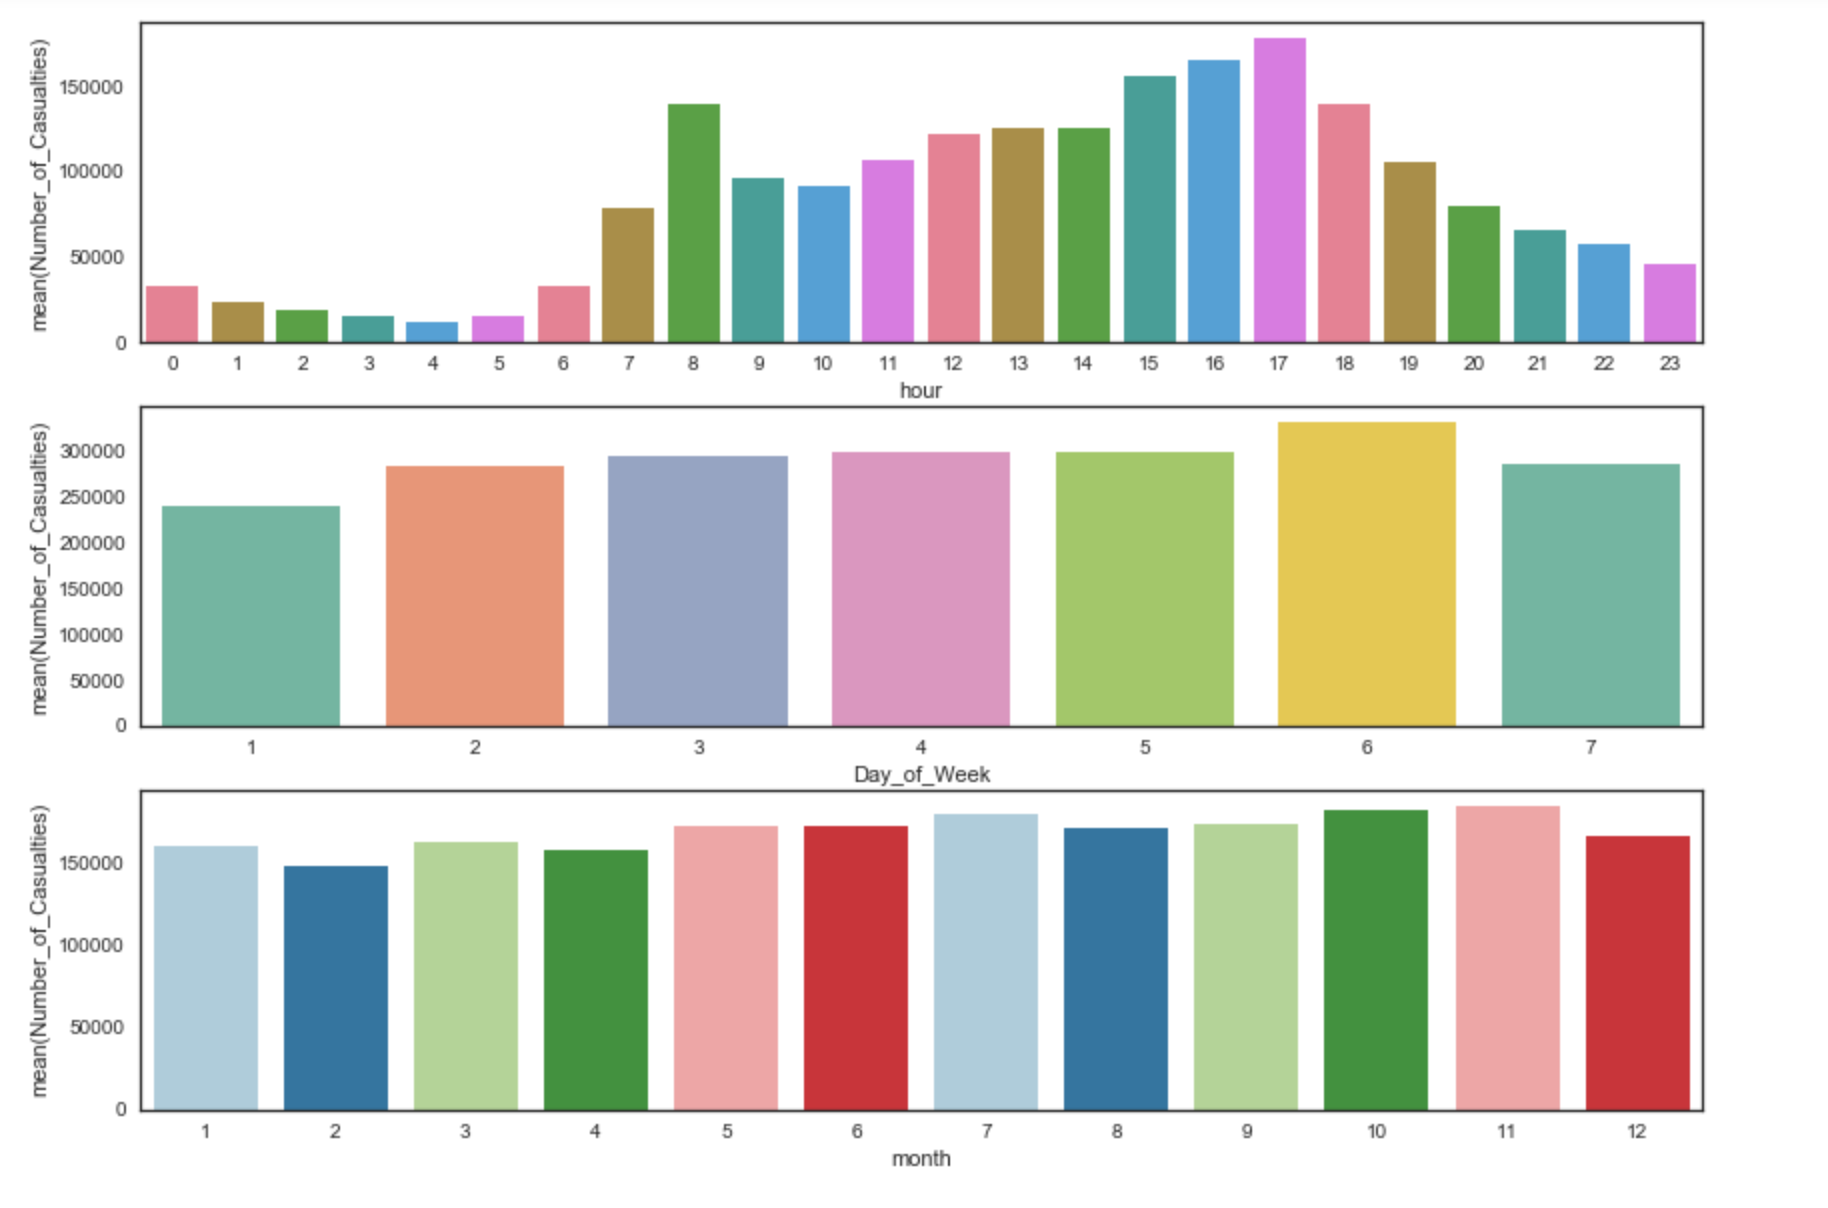 mean(Number_of_Casualties)
150000
100000
50000
0
0 1 2 3 4 5 6 7 8 9 10 11 12 13 14 15 16 17 18 19 20 21 22 23
hour
mean(Number_of_Casualties)
300000
250000
200000
150000
100000
50000
0
1 2 3 4 5 6 7
Day_of_Week
mean(Number_of_Casualties)
150000
100000
50000
0
1 2 3 4 5 6 7 8 9 10 11 12
month